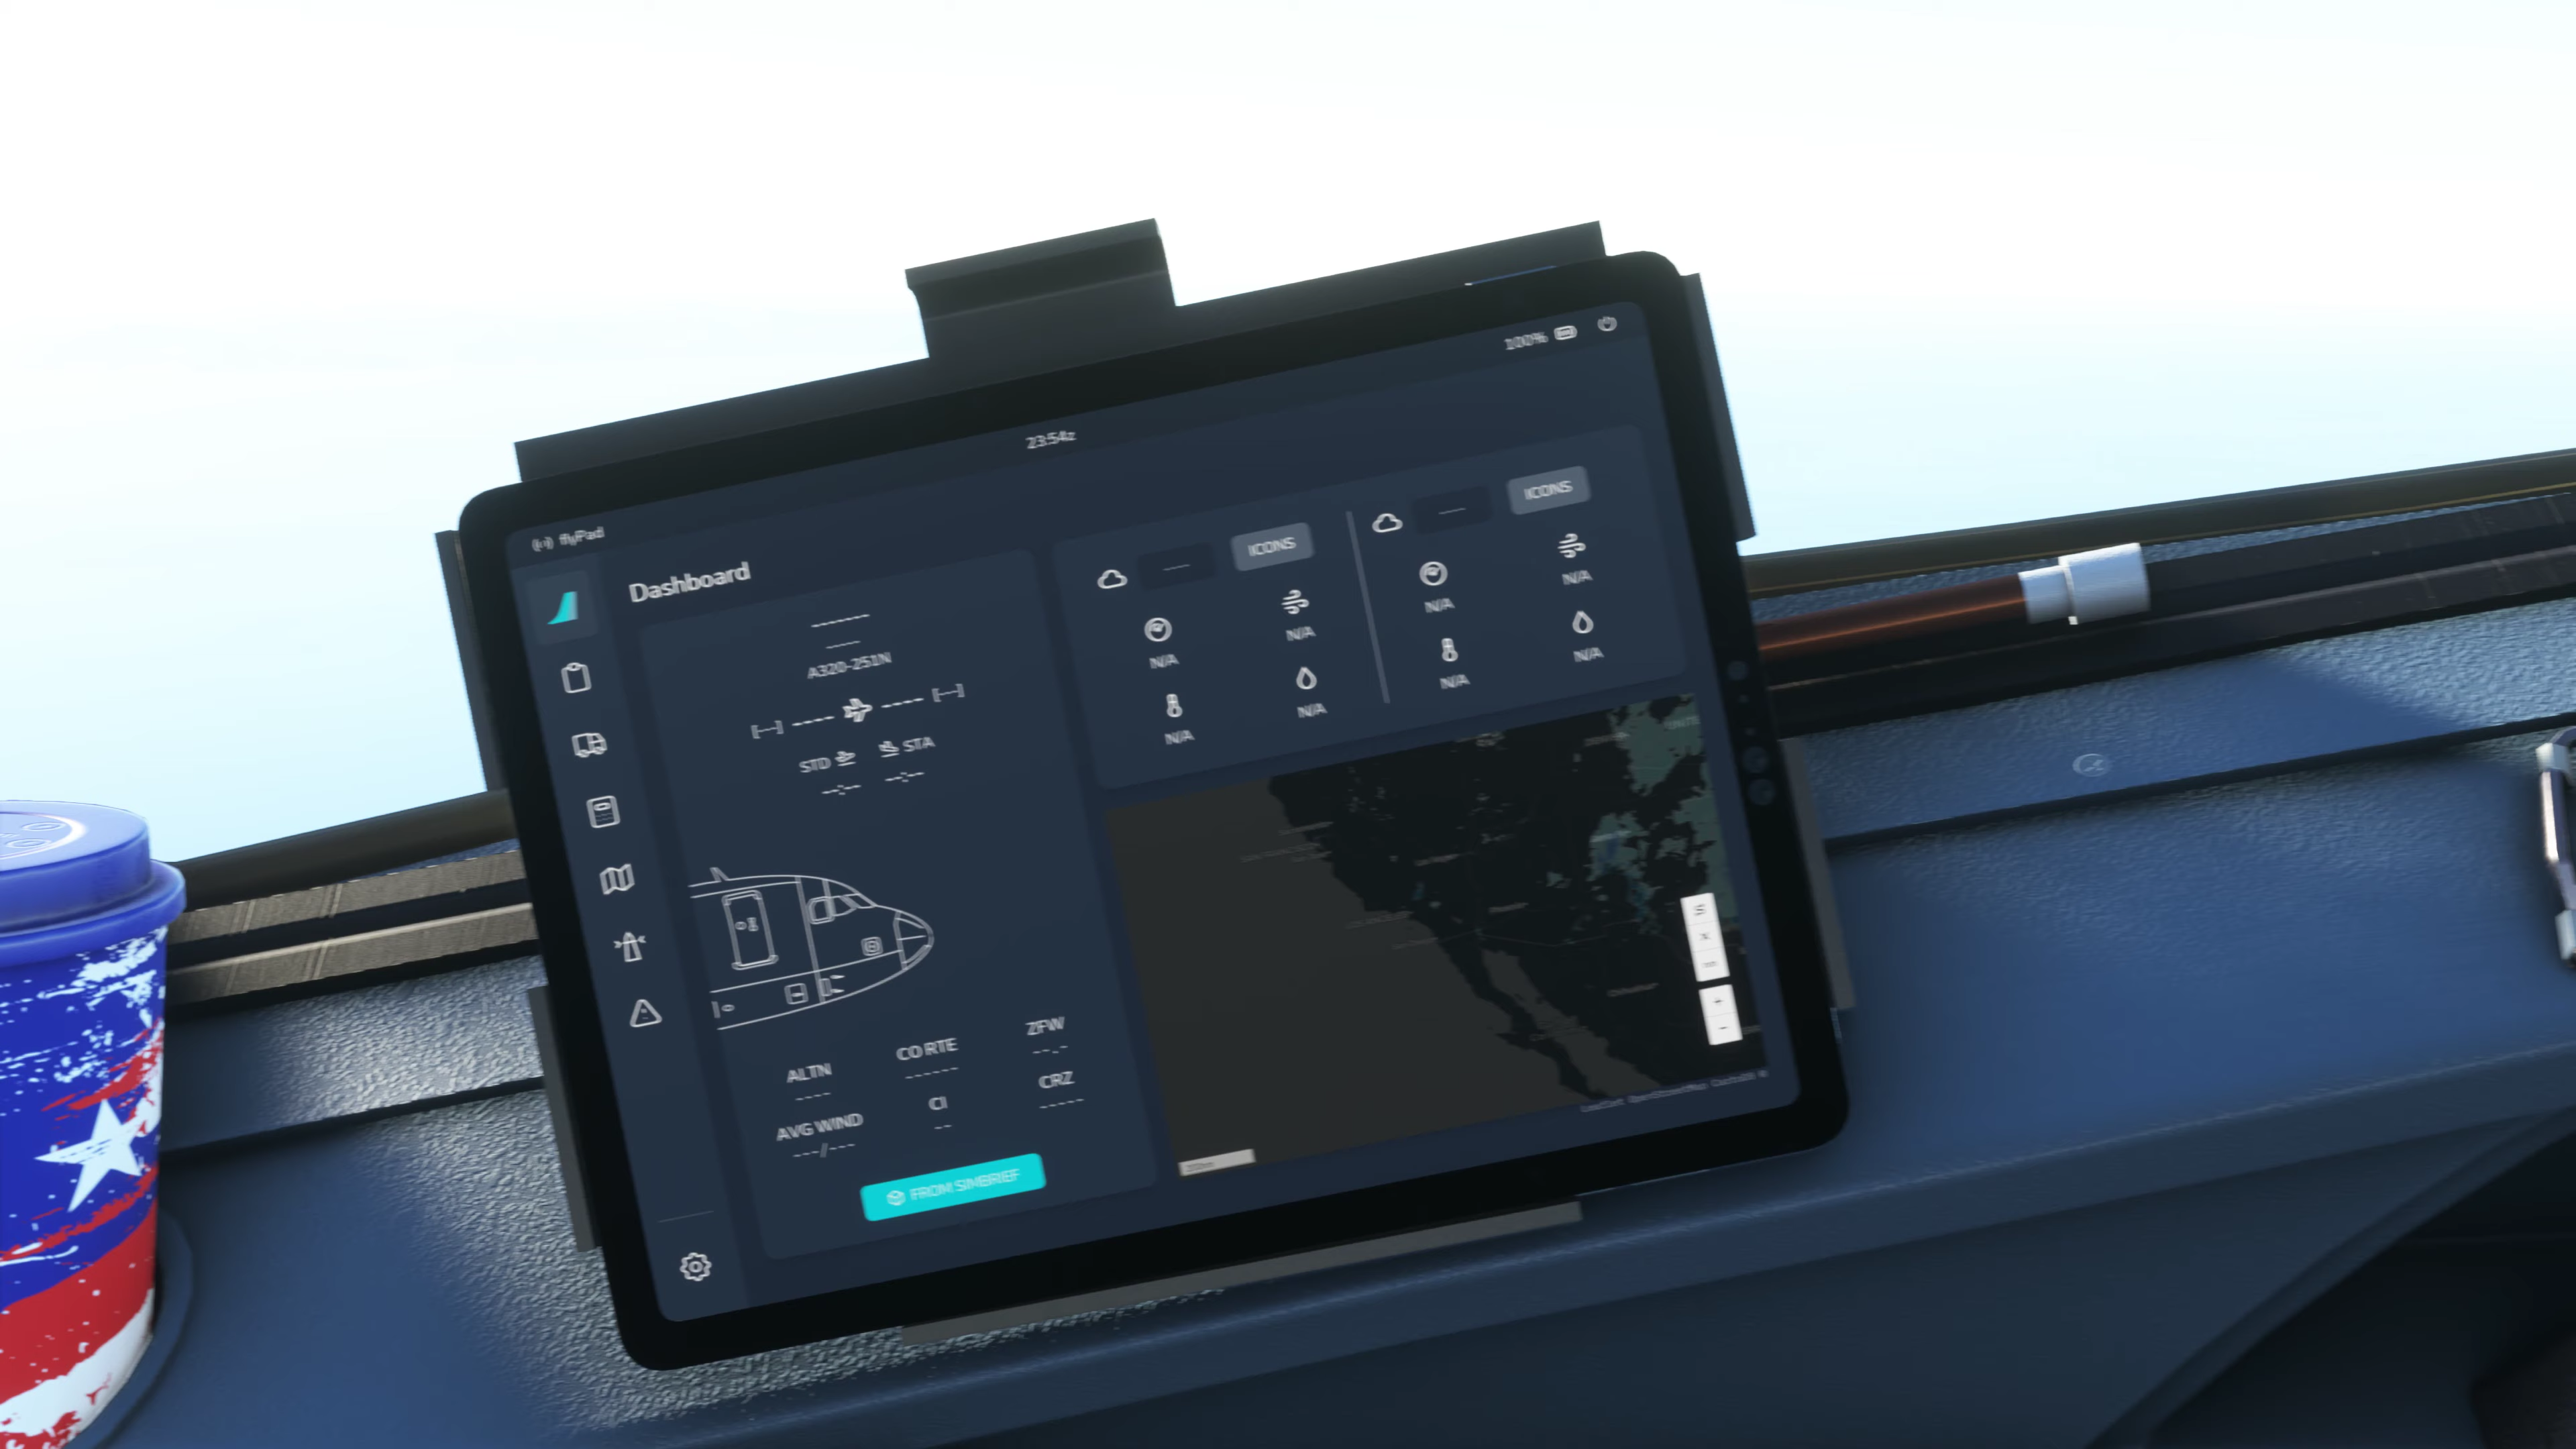 100%
23:54z
flyPad
Dashboard
-------
----
A320-251N
[---] ---- ---- [---]
STD STA
--:-- --:--
ALTN CO RTE ZFW
---- ------ --.-
AVG WIND CI CRZ
---/--- -- -----
FROM SIMBRIEF
---- ICONS
N/A N/A
N/A N/A
---- ICONS
N/A N/A
N/A N/A
+
-